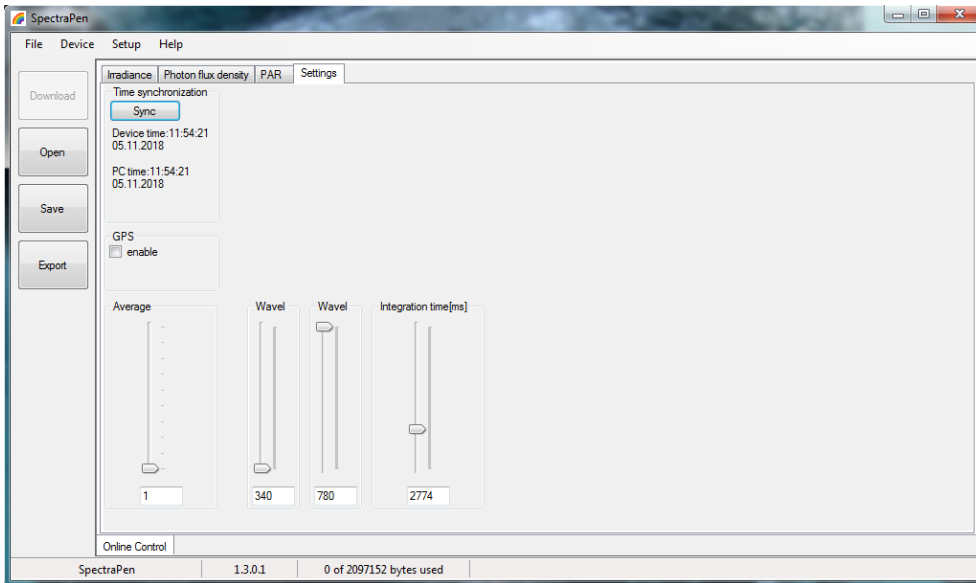 SpectraPen
File Device Setup Help
Download
Open
Save
Export
Irradiance Photon flux density PAR Settings
Time synchronization
Sync
Device time:11:54:21
05.11.2018
PC time:11:54:21
05.11.2018
GPS
enable
Average Wavel Wavel Integration time[ms]
1 340 780 2774
Online Control
SpectraPen 1.3.0.1 0 of 2097152 bytes used